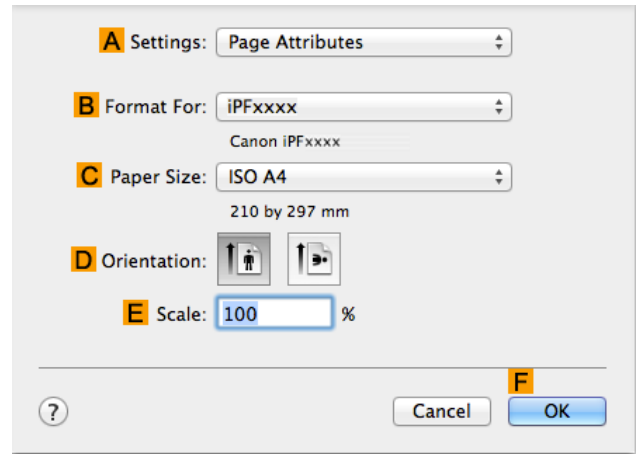 A Settings: Page Attributes
B Format For: iPFxxxx
Canon iPFxxxx
C Paper Size: ISO A4
210 by 297 mm
D Orientation:
E Scale: 100 %
F
? Cancel OK